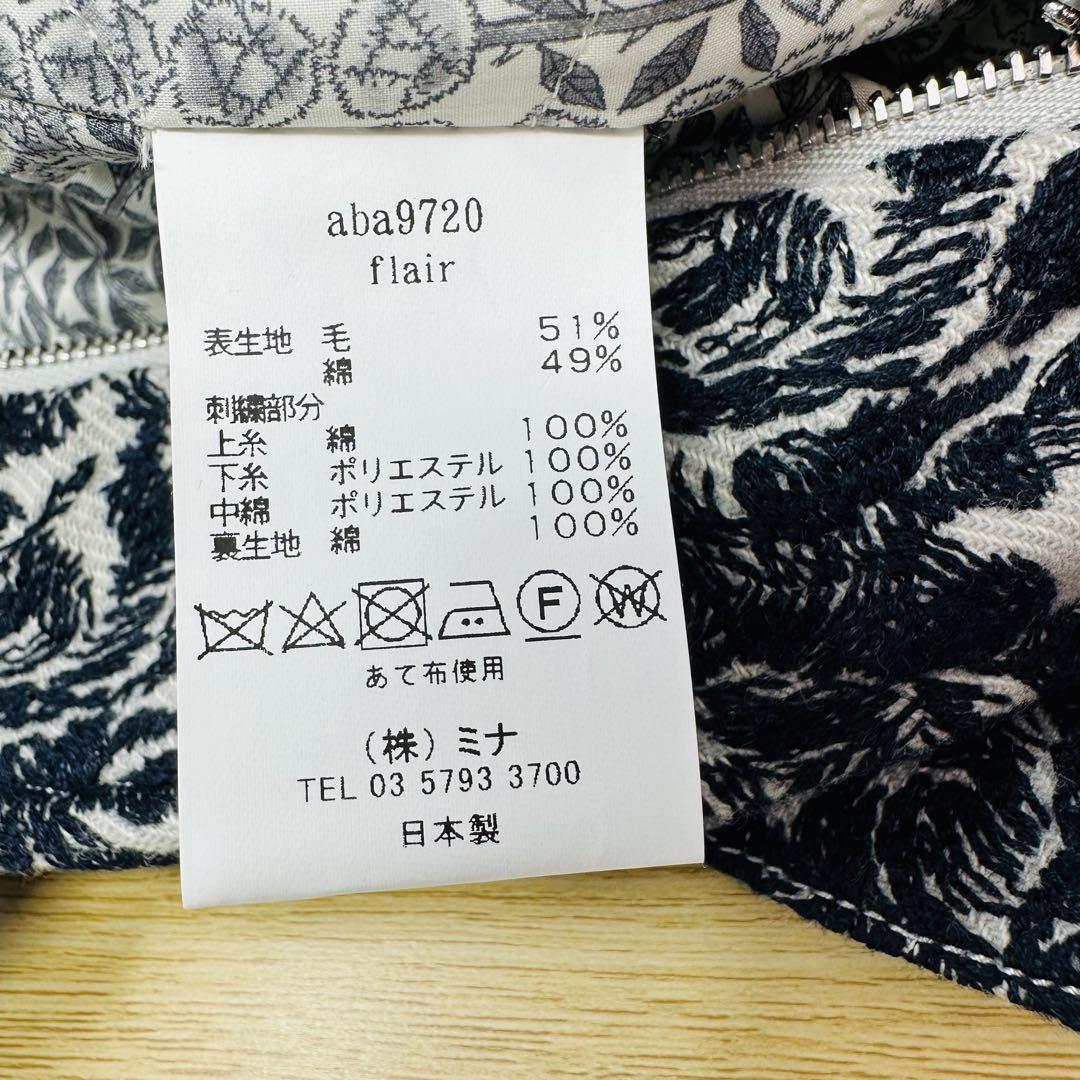 aba9720
flair
表生地 毛 51%
綿 49%
刺繍部分
上糸 綿 100%
下糸 ポリエステル 100%
中綿 ポリエステル 100%
裏生地 綿 100%
F W
あて布使用
(株)ミナ
TEL 03 5793 3700
日本製